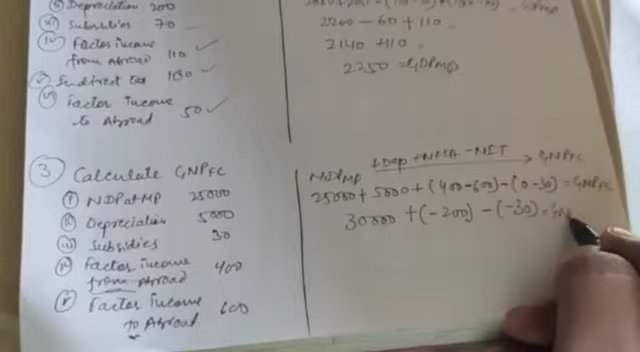 Depreciation 200
Subsidies 70
Factor income
from Abroad 110
Indirect tax 180
Factor income
to Abroad 50
2200 - 60 + 110
2140 + 110
2250 = GDPMP
3 Calculate GNPFC
NDPatMP 25000
Depreciation 5000
Subsidies 30
Factor income
from Abroad 400
Factor income
to Abroad 600
+Dep +NFIA -NIT
NDPMP GNPFC
25000 + 5000 + (400-600) - (0-30) = GNPFC
30000 + (-200) - (-30) =